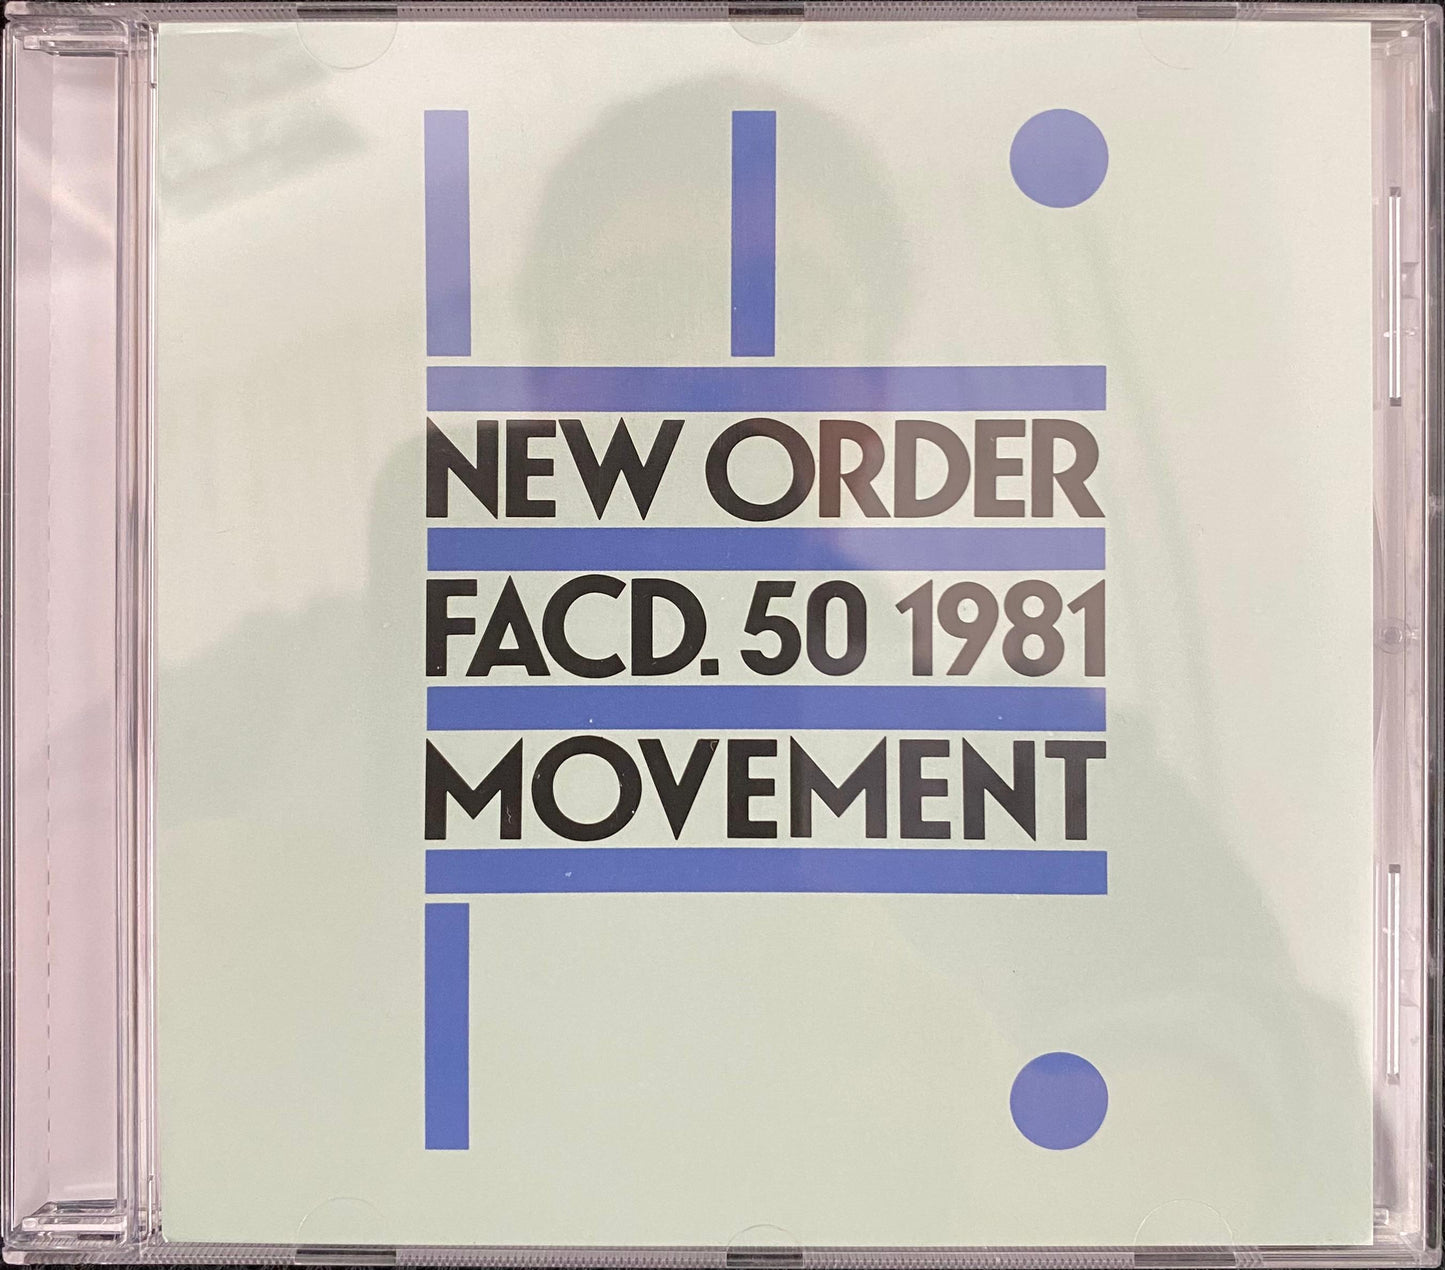 NEW ORDER
FACD. 50 1981
MOVEMENT